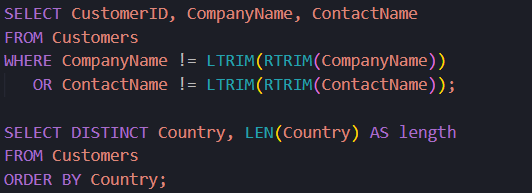 SELECT CustomerID, CompanyName, ContactName
FROM Customers
WHERE CompanyName != LTRIM(RTRIM(CompanyName))
   OR ContactName != LTRIM(RTRIM(ContactName));

SELECT DISTINCT Country, LEN(Country) AS length
FROM Customers
ORDER BY Country;